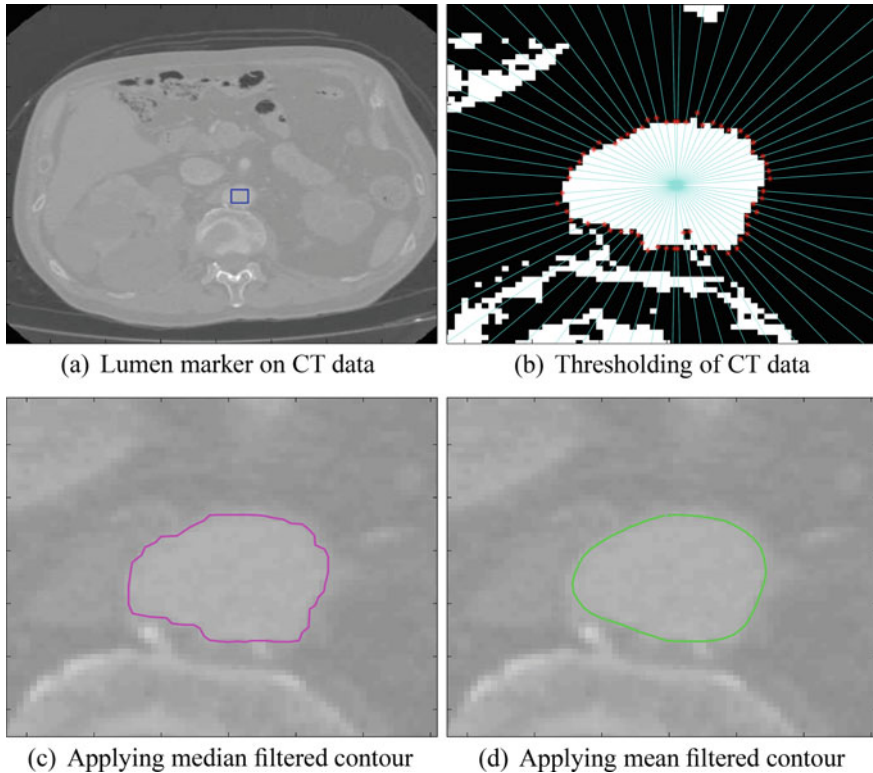 (a) Lumen marker on CT data
(b) Thresholding of CT data
(c) Applying median filtered contour
(d) Applying mean filtered contour